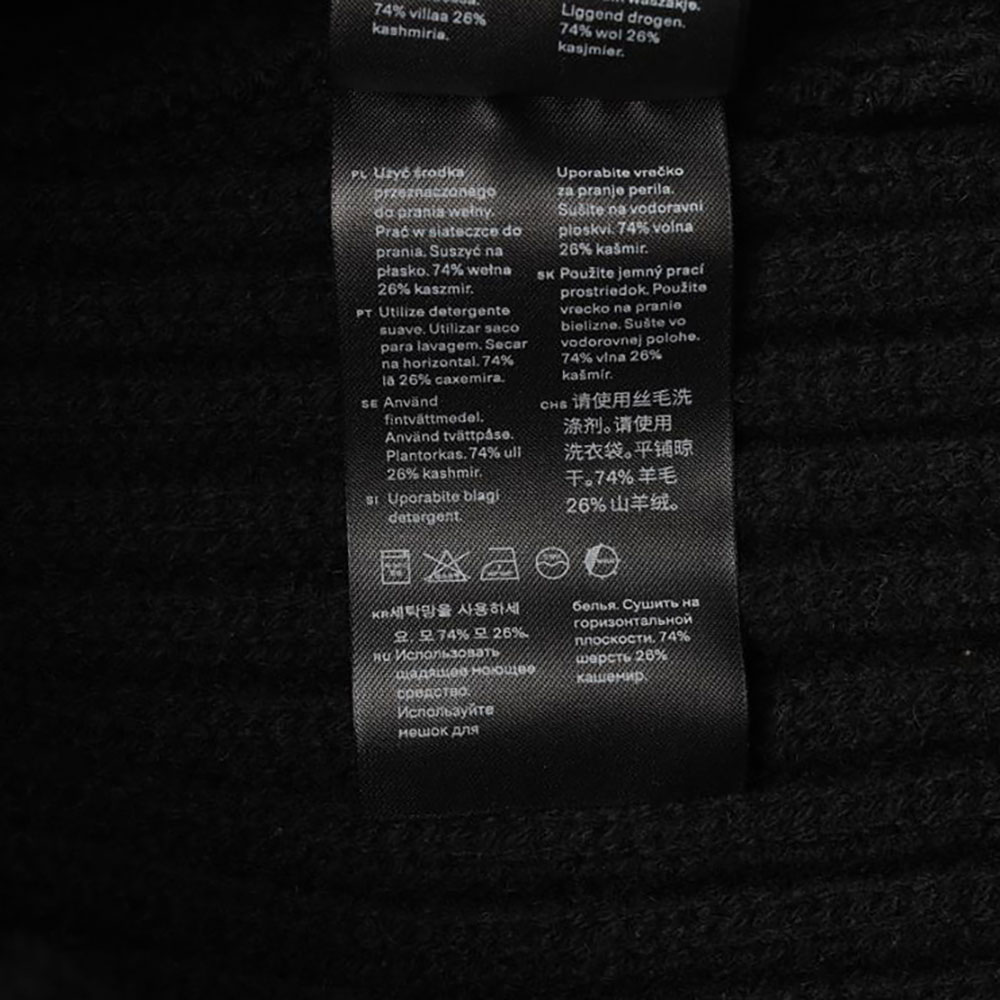 74% villaa 26%
kashmiria.
waszakje.
Liggend drogen.
74% wol 26%
kasjmier.
PL Użyć środka
przeznaczonego
do prania wełny.
Prać w siateczce do
prania. Suszyć na
płasko. 74% wełna
26% kaszmir.
PT Utilize detergente
suave. Utilizar saco
para lavagem. Secar
na horizontal. 74%
lã 26% caxemira.
SE Använd
fintvättmedel.
Använd tvättpåse.
Plantorkas. 74% ull
26% kashmir.
SI Uporabite blagi
detergent.
Uporabite vrečko
za pranje perila.
Sušite na vodoravni
ploskvi. 74% volna
26% kašmir.
SK Použite jemný prací
prostriedok. Použite
vrecko na pranie
bielizne. Sušte vo
vodorovnej polohe.
74% vlna 26%
kašmír.
CHS 请使用丝毛洗
涤剂。请使用
洗衣袋。平铺晾
干。74% 羊毛
26% 山羊绒。
KR 세탁망을 사용하세
요. 모 74% 모 26%.
RU Использовать
щадящее моющее
средство.
Используйте
мешок для
белья. Сушить на
горизонтальной
плоскости. 74%
шерсть 26%
кашемир.